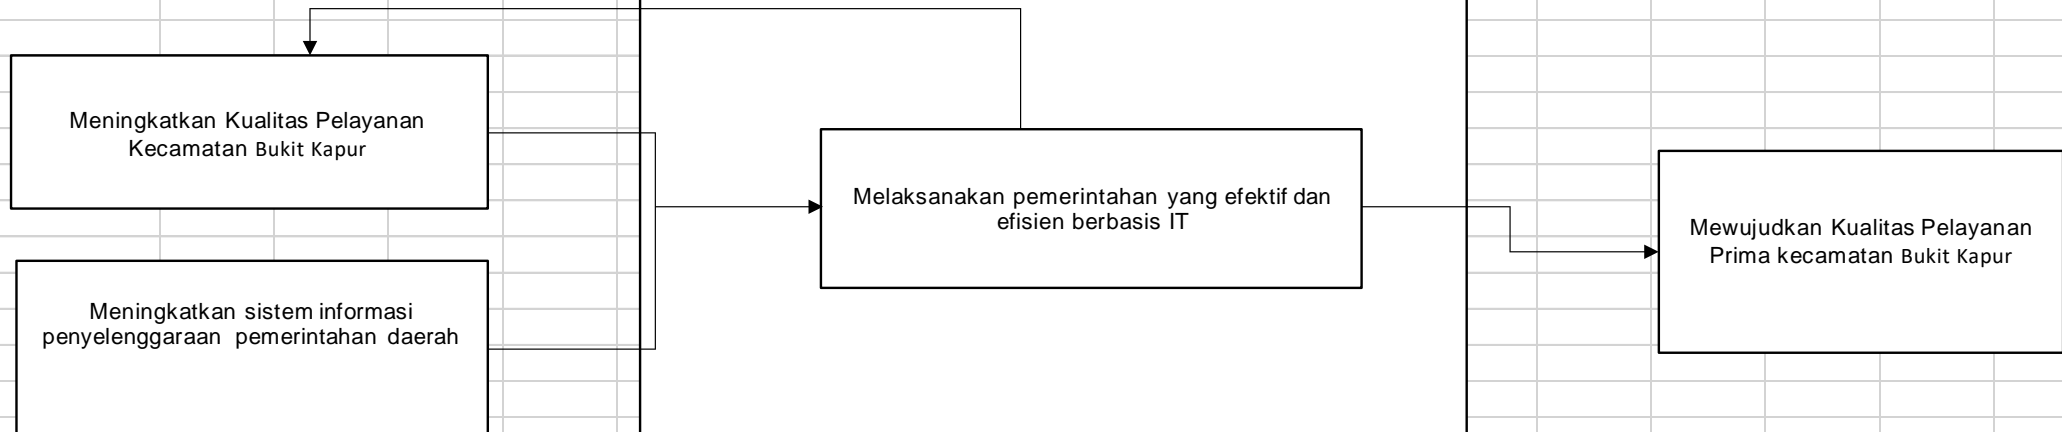 Meningkatkan Kualitas Pelayanan
Kecamatan Bukit Kapur
Meningkatkan sistem informasi
penyelenggaraan pemerintahan daerah
Melaksanakan pemerintahan yang efektif dan
efisien berbasis IT
Mewujudkan Kualitas Pelayanan
Prima kecamatan Bukit Kapur